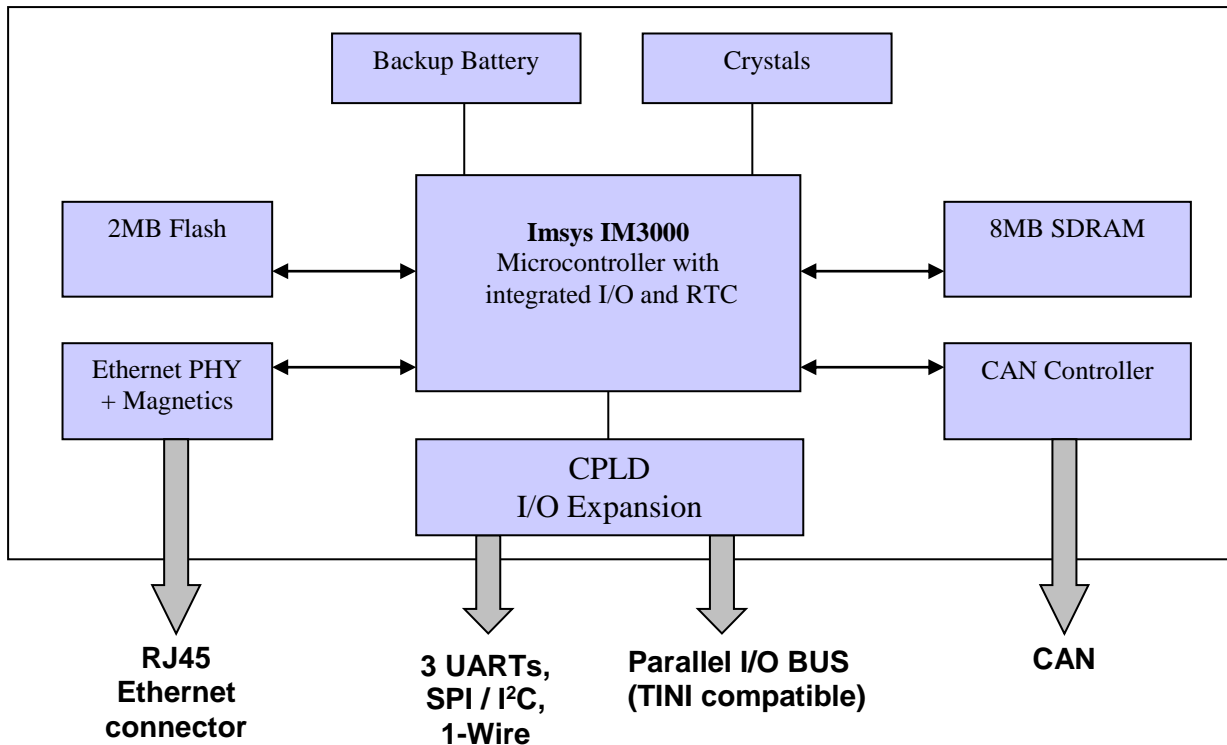 Backup Battery
Crystals
2MB Flash
Imsys IM3000
Microcontroller with
integrated I/O and RTC
8MB SDRAM
Ethernet PHY
+ Magnetics
CAN Controller
CPLD
I/O Expansion
RJ45
Ethernet
connector
3 UARTs,
SPI / I²C,
1-Wire
Parallel I/O BUS
(TINI compatible)
CAN